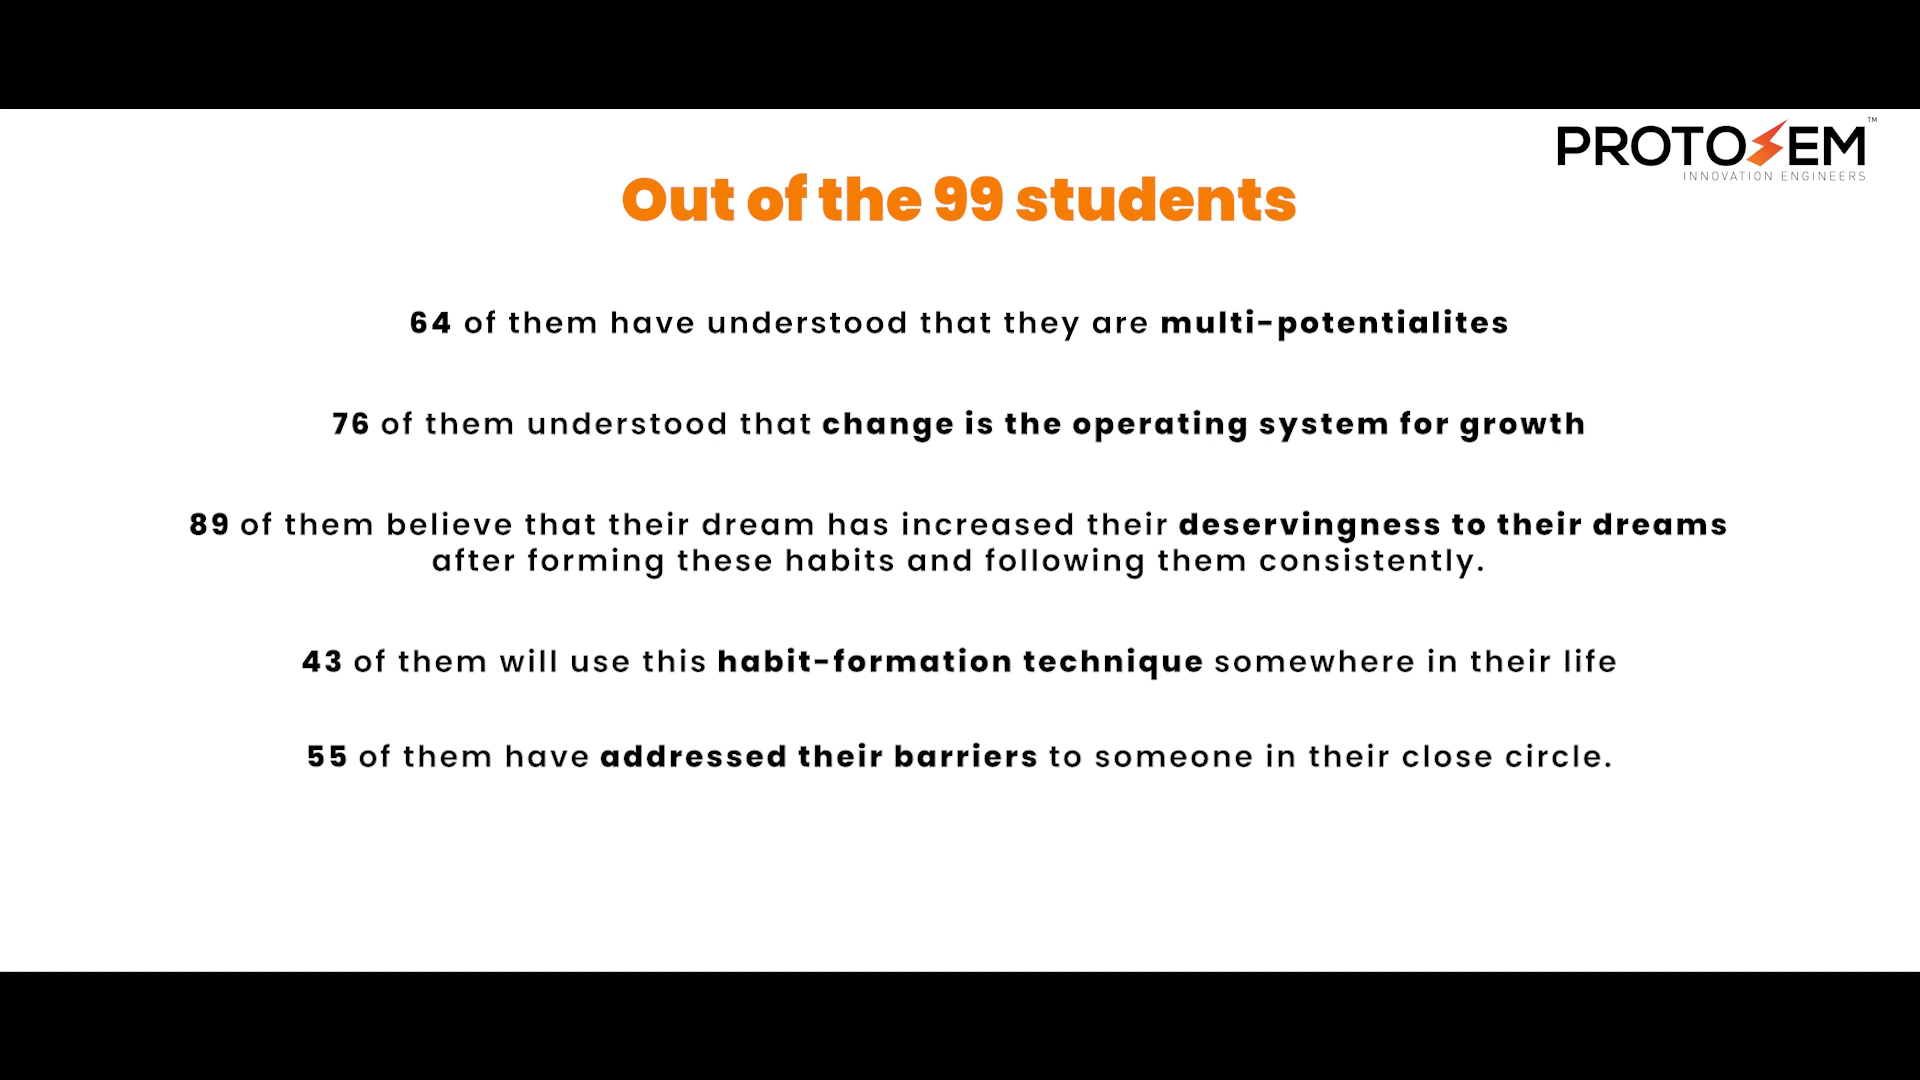 PROTOSEM™
INNOVATION ENGINEERS
Out of the 99 students
64 of them have understood that they are multi-potentialites
76 of them understood that change is the operating system for growth
89 of them believe that their dream has increased their deservingness to their dreams
after forming these habits and following them consistently.
43 of them will use this habit-formation technique somewhere in their life
55 of them have addressed their barriers to someone in their close circle.